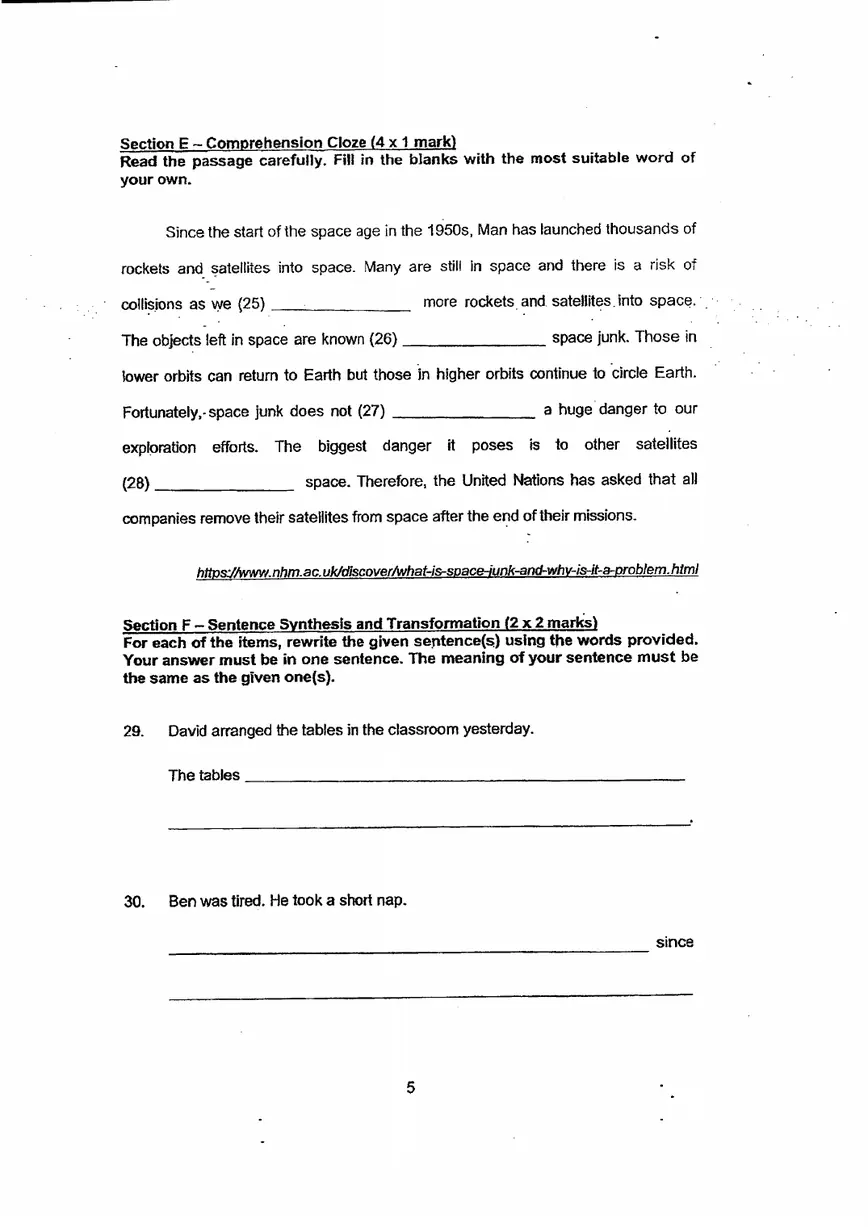 Section E – Comprehension Cloze (4 x 1 mark)
Read the passage carefully. Fill in the blanks with the most suitable word of
your own.
Since the start of the space age in the 1950s, Man has launched thousands of
rockets and satellites into space. Many are still in space and there is a risk of
collisions as we (25) ________________ more rockets and satellites into space.
The objects left in space are known (26) ________________ space junk. Those in
lower orbits can return to Earth but those in higher orbits continue to circle Earth.
Fortunately, space junk does not (27) ________________ a huge danger to our
exploration efforts. The biggest danger it poses is to other satellites
(28) ________________ space. Therefore, the United Nations has asked that all
companies remove their satellites from space after the end of their missions.
https://www.nhm.ac.uk/discover/what-is-space-junk-and-why-is-it-a-problem.html
Section F – Sentence Synthesis and Transformation (2 x 2 marks)
For each of the items, rewrite the given sentence(s) using the words provided.
Your answer must be in one sentence. The meaning of your sentence must be
the same as the given one(s).
29. David arranged the tables in the classroom yesterday.
The tables ________________________________________________
________________________________________________.
30. Ben was tired. He took a short nap.
________________________________________________ since
________________________________________________
5